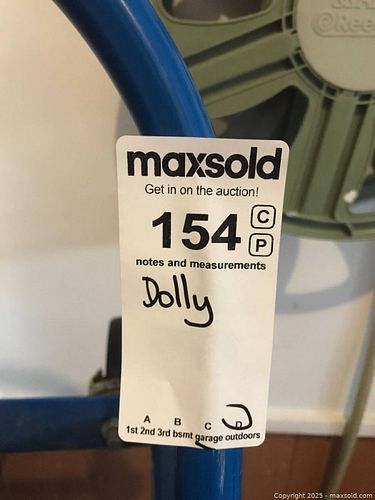 ©Reel
maxsold
Get in on the auction!
154 C
P
notes and measurements
Dolly
A B C D
1st 2nd 3rd bsmt garage outdoors
Copyright 2025 - maxsold.com